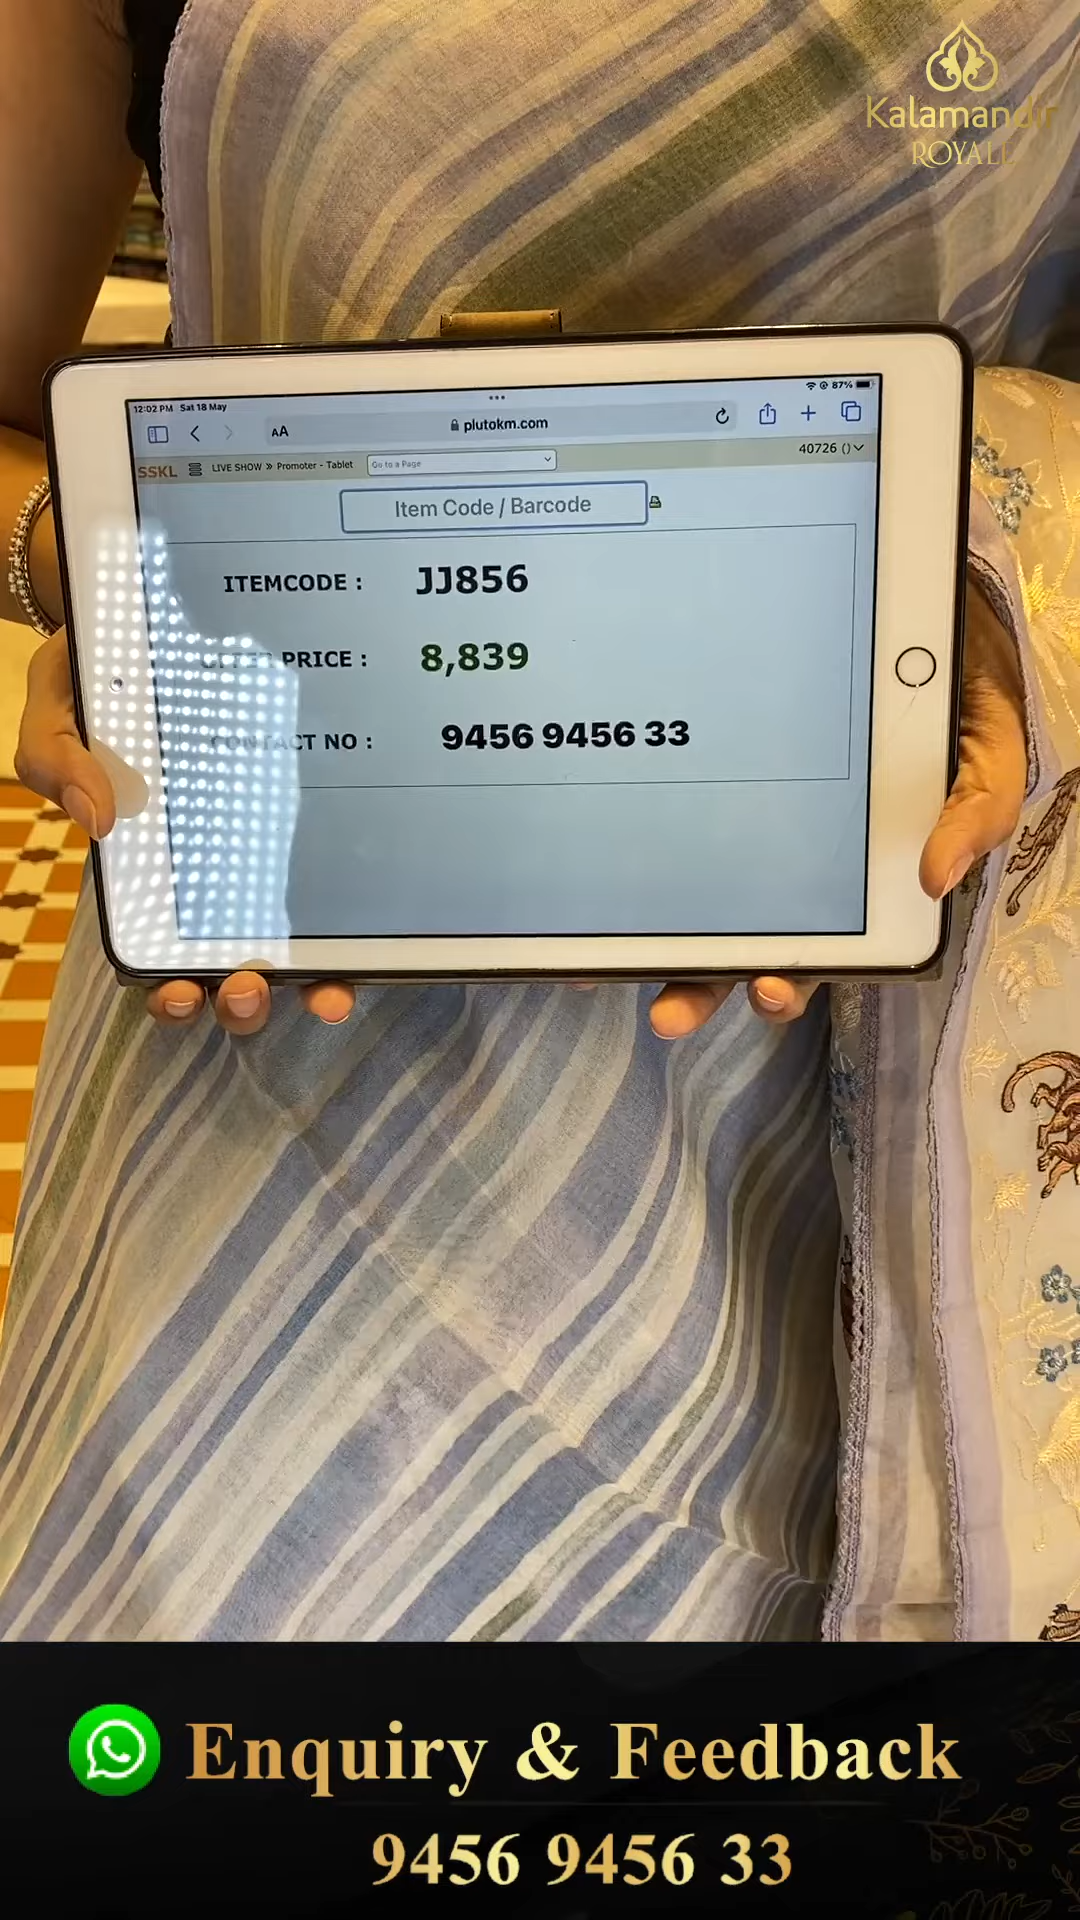 Kalamandir
ROYALE
12:02 PM Sat 18 May
87%
AA
plutokm.com
SSKL
LIVE SHOW » Promoter - Tablet
Go to a Page
40726 ()
Item Code / Barcode
ITEMCODE : JJ856
OFFER PRICE : 8,839
CONTACT NO : 9456 9456 33
Enquiry & Feedback
9456 9456 33